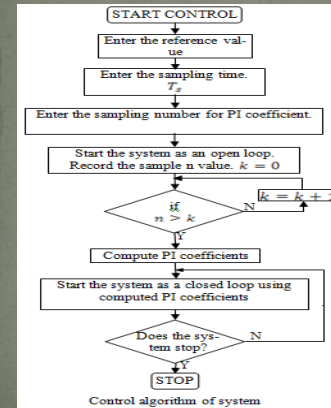 START CONTROL
Enter the reference val-
ue
Enter the sampling time.
Tₛ
Enter the sampling number for PI coefficient.
Start the system as an open loop.
Record the sample n value. k = 0
if
n > k
N
k = k +
Y
Compute PI coefficients
Start the system as a closed loop using
computed PI coefficients
Does the sys-
tem stop?
N
Y
STOP
Control algorithm of system